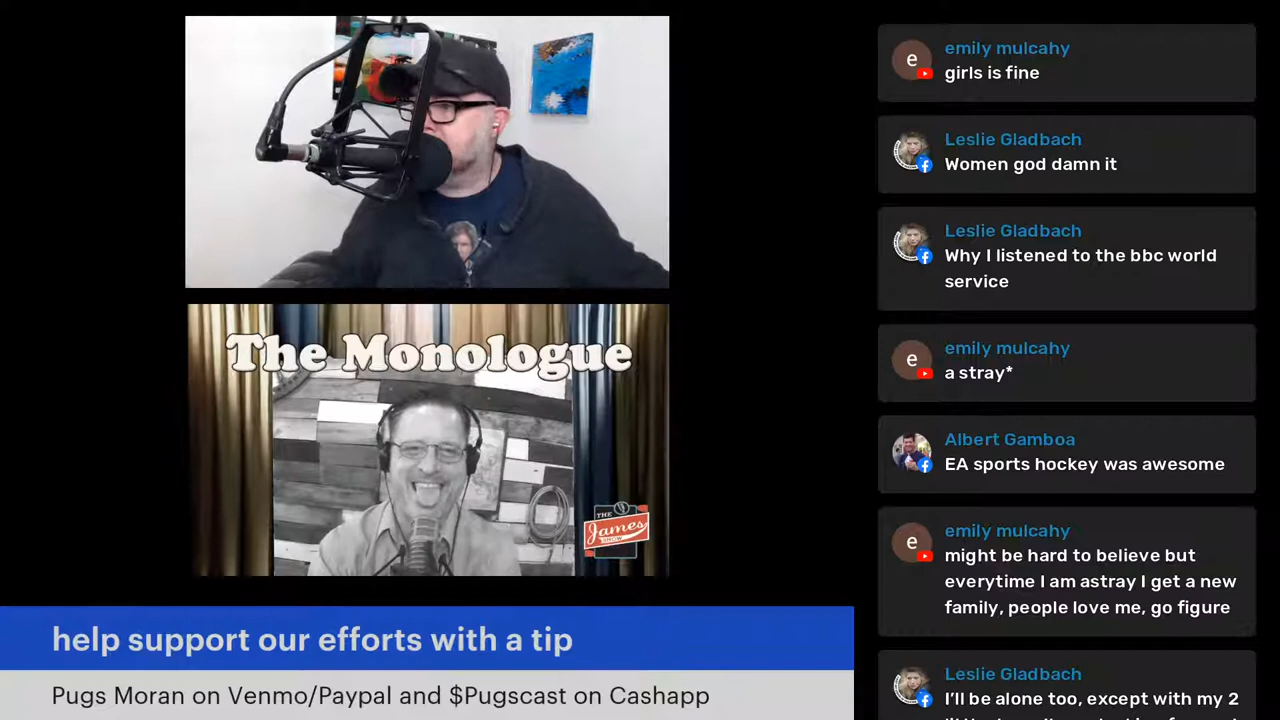 The Monologue
THE
James
SHOW
help support our efforts with a tip
Pugs Moran on Venmo/Paypal and $Pugscast on Cashapp
e
emily mulcahy
girls is fine
Leslie Gladbach
Women god damn it
Leslie Gladbach
Why I listened to the bbc world
service
e
emily mulcahy
a stray*
Albert Gamboa
EA sports hockey was awesome
e
emily mulcahy
might be hard to believe but
everytime I am astray I get a new
family, people love me, go figure
Leslie Gladbach
I'll be alone too, except with my 2